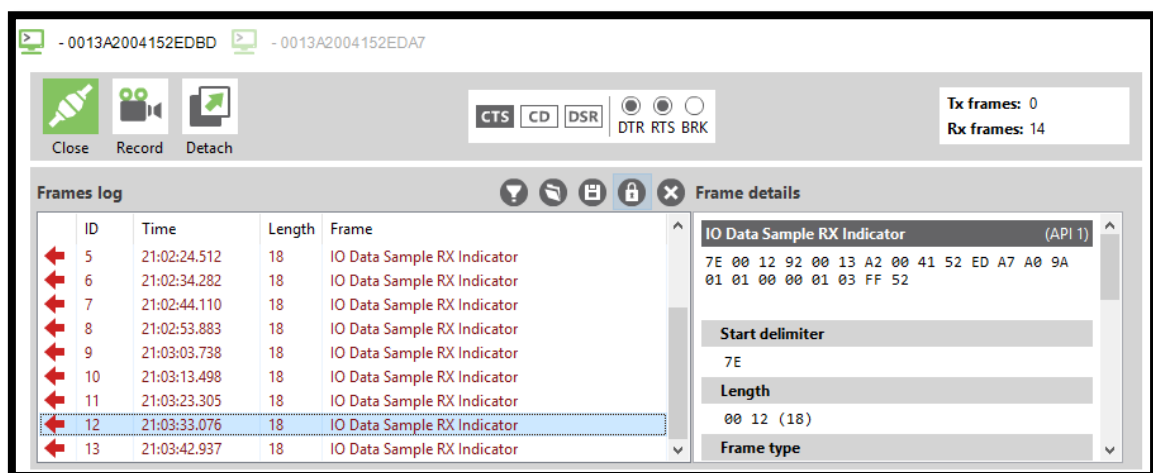 - 0013A2004152EDBD - 0013A2004152EDA7
CTS CD DSR DTR RTS BRK
Tx frames: 0
Rx frames: 14
Close Record Detach
Frames log
ID Time Length Frame
5 21:02:24.512 18 IO Data Sample RX Indicator
6 21:02:34.282 18 IO Data Sample RX Indicator
7 21:02:44.110 18 IO Data Sample RX Indicator
8 21:02:53.883 18 IO Data Sample RX Indicator
9 21:03:03.738 18 IO Data Sample RX Indicator
10 21:03:13.498 18 IO Data Sample RX Indicator
11 21:03:23.305 18 IO Data Sample RX Indicator
12 21:03:33.076 18 IO Data Sample RX Indicator
13 21:03:42.937 18 IO Data Sample RX Indicator
Frame details
IO Data Sample RX Indicator (API 1)
7E 00 12 92 00 13 A2 00 41 52 ED A7 A0 9A
01 01 00 00 01 03 FF 52
Start delimiter
7E
Length
00 12 (18)
Frame type